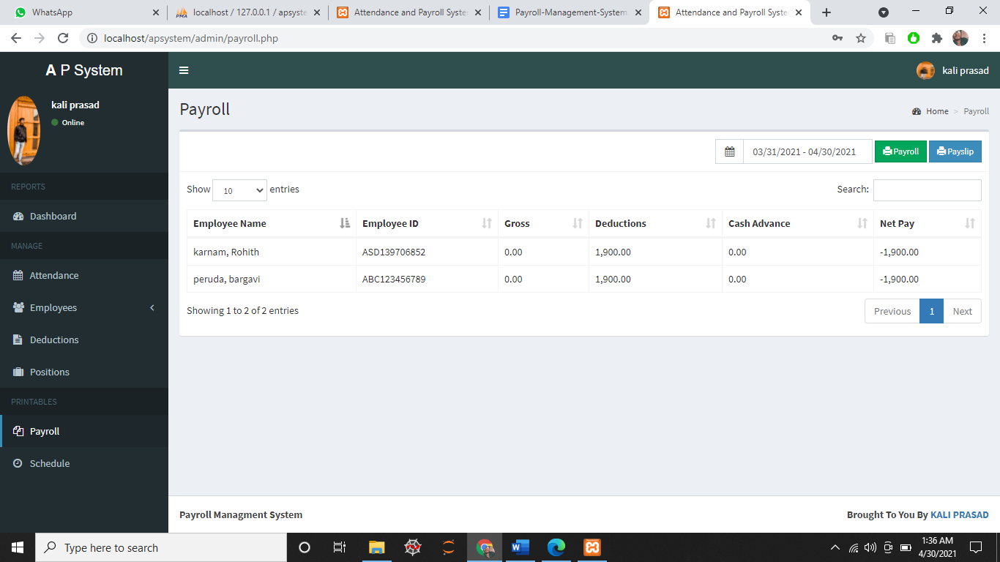 WhatsApp
localhost / 127.0.0.1 / apsyste
Attendance and Payroll Syste
Payroll-Management-System
Attendance and Payroll Syste
localhost/apsystem/admin/payroll.php
A P System
kali prasad
kali prasad
Online
Payroll
Home > Payroll
03/31/2021 - 04/30/2021 Payroll Payslip
REPORTS
Dashboard
MANAGE
Attendance
Employees
Deductions
Positions
PRINTABLES
Payroll
Schedule
Show 10 entries Search:
Employee Name Employee ID Gross Deductions Cash Advance Net Pay
karnam, Rohith ASD139706852 0.00 1,900.00 0.00 -1,900.00
peruda, bargavi ABC123456789 0.00 1,900.00 0.00 -1,900.00
Showing 1 to 2 of 2 entries Previous 1 Next
Payroll Managment System Brought To You By KALI PRASAD
Type here to search
1:36 AM
4/30/2021